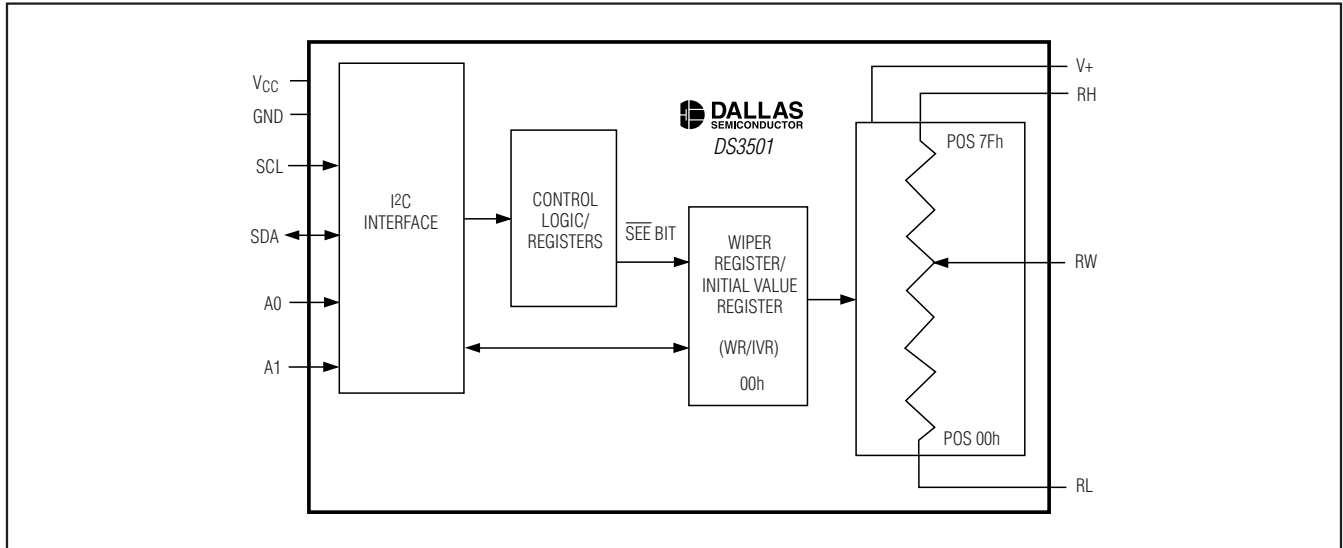 VCC
GND
SCL
SDA
A0
A1
I2C
INTERFACE
CONTROL
LOGIC/
REGISTERS
SEE BIT
DALLAS
SEMICONDUCTOR
DS3501
WIPER
REGISTER/
INITIAL VALUE
REGISTER
(WR/IVR)
00h
POS 7Fh
POS 00h
V+
RH
RW
RL